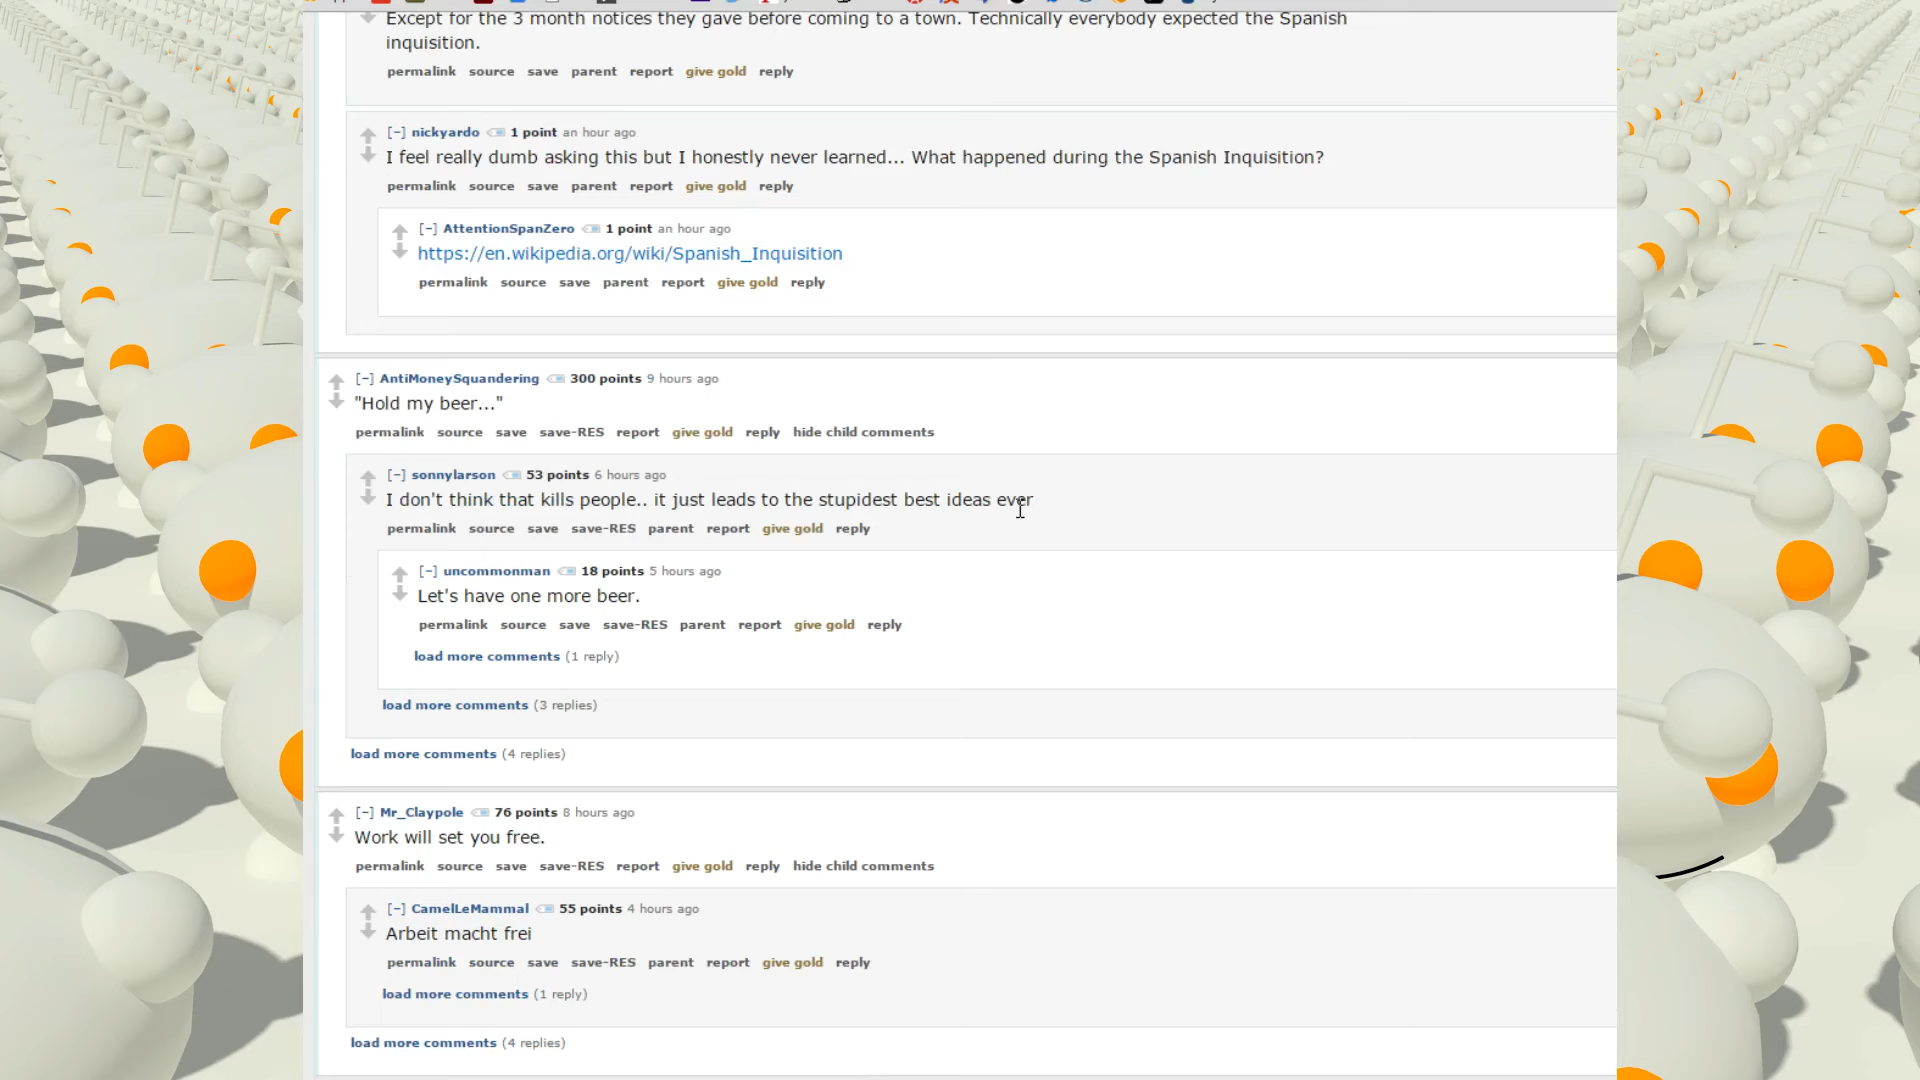 Except for the 3 month notices they gave before coming to a town. Technically everybody expected the Spanish
inquisition.
permalink source save parent report give gold reply
[-] nickyardo 1 point an hour ago
I feel really dumb asking this but I honestly never learned... What happened during the Spanish Inquisition?
permalink source save parent report give gold reply
[-] AttentionSpanZero 1 point an hour ago
https://en.wikipedia.org/wiki/Spanish_Inquisition
permalink source save parent report give gold reply
[-] AntiMoneySquandering 300 points 9 hours ago
"Hold my beer..."
permalink source save save-RES report give gold reply hide child comments
[-] sonnylarson 53 points 6 hours ago
I don't think that kills people.. it just leads to the stupidest best ideas ever
permalink source save save-RES parent report give gold reply
[-] uncommonman 18 points 5 hours ago
Let's have one more beer.
permalink source save save-RES parent report give gold reply
load more comments (1 reply)
load more comments (3 replies)
load more comments (4 replies)
[-] Mr_Claypole 76 points 8 hours ago
Work will set you free.
permalink source save save-RES report give gold reply hide child comments
[-] CamelLeMammal 55 points 4 hours ago
Arbeit macht frei
permalink source save save-RES parent report give gold reply
load more comments (1 reply)
load more comments (4 replies)